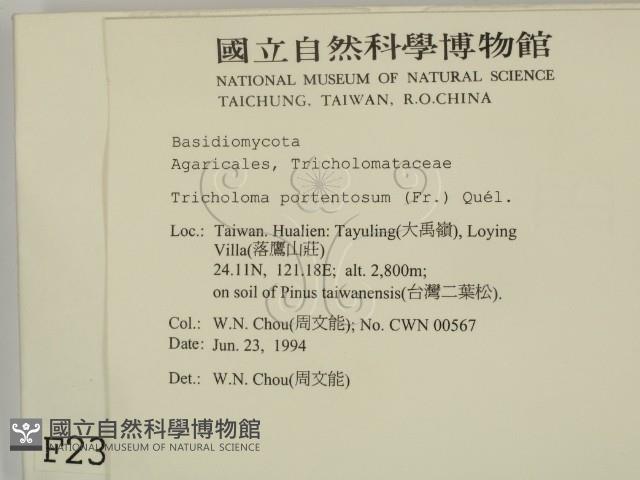 國立自然科學博物館
NATIONAL MUSEUM OF NATURAL SCIENCE
TAICHUNG, TAIWAN, R.O.CHINA
Basidiomycota
Agaricales, Tricholomataceae
Tricholoma portentosum (Fr.) Quél.
Loc.: Taiwan. Hualien: Tayuling(大禹嶺), Loying
Villa(落鷹山莊)
24.11N, 121.18E; alt. 2,800m;
on soil of Pinus taiwanensis(台灣二葉松).
Col.: W.N. Chou(周文能); No. CWN 00567
Date: Jun. 23, 1994
Det.: W.N. Chou(周文能)
國立自然科學博物館
NATIONAL MUSEUM OF NATURAL SCIENCE
F23